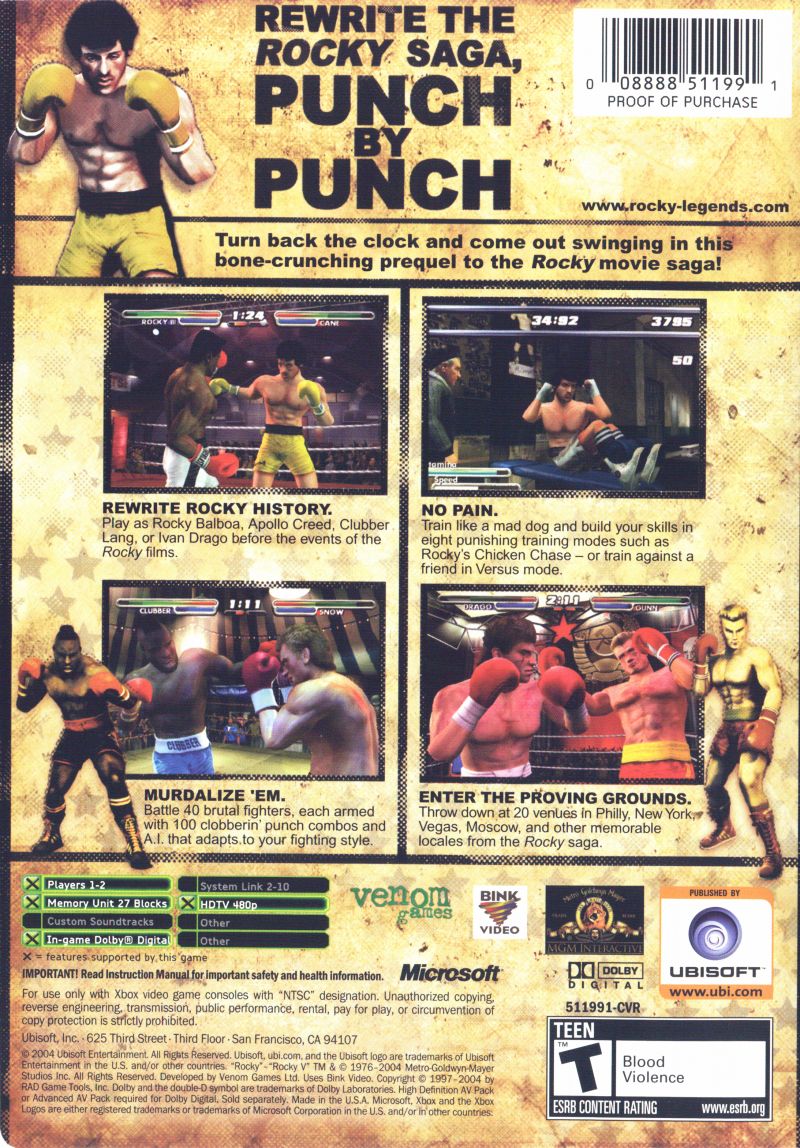 REWRITE THE
ROCKY SAGA,
PUNCH
BY
PUNCH
0 08888 51199 1
PROOF OF PURCHASE
www.rocky-legends.com
Turn back the clock and come out swinging in this
bone-crunching prequel to the Rocky movie saga!
1:24
ROCKY III
CANE
34:92
3795
50
tamina
Speed
REWRITE ROCKY HISTORY.
Play as Rocky Balboa, Apollo Creed, Clubber
Lang, or Ivan Drago before the events of the
Rocky films.
NO PAIN.
Train like a mad dog and build your skills in
eight punishing training modes such as
Rocky's Chicken Chase – or train against a
friend in Versus mode.
CLUBBER
1:11
SNOW
CLUBBER
DRAGO
2:11
GUNN
MURDALIZE 'EM.
Battle 40 brutal fighters, each armed
with 100 clobberin' punch combos and
A.I. that adapts to your fighting style.
ENTER THE PROVING GROUNDS.
Throw down at 20 venues in Philly, New York,
Vegas, Moscow, and other memorable
locales from the Rocky saga.
X Players 1-2
System Link 2-10
X Memory Unit 27 Blocks
X HDTV 480p
Custom Soundtracks
Other
X In-game Dolby® Digital
Other
X = features supported by this game
venom
games
BINK
VIDEO
Metro Goldwyn Mayer
TRADE MARK
MGM INTERACTIVE
DOLBY
DIGITAL
511991-CVR
PUBLISHED BY
UBISOFT™
www.ubi.com
IMPORTANT! Read Instruction Manual for important safety and health information.
Microsoft®
For use only with Xbox video game consoles with "NTSC" designation. Unauthorized copying,
reverse engineering, transmission, public performance, rental, pay for play, or circumvention of
copy protection is strictly prohibited.
Ubisoft, Inc. · 625 Third Street · Third Floor · San Francisco, CA 94107
© 2004 Ubisoft Entertainment. All Rights Reserved. Ubisoft, ubi.com, and the Ubisoft logo are trademarks of Ubisoft
Entertainment in the U.S. and/or other countries. "Rocky"-"Rocky V" TM & © 1976-2004 Metro-Goldwyn-Mayer
Studios Inc. All Rights Reserved. Developed by Venom Games Ltd. Uses Bink Video. Copyright © 1997-2004 by
RAD Game Tools, Inc. Dolby and the double-D symbol are trademarks of Dolby Laboratories. High Definition AV Pack
or Advanced AV Pack required for Dolby Digital, Sold separately. Made in the U.S.A. Microsoft, Xbox and the Xbox
Logos are either registered trademarks or trademarks of Microsoft Corporation in the U.S. and/or in other countries.
TEEN
T
TM
Blood
Violence
ESRB CONTENT RATING
www.esrb.org